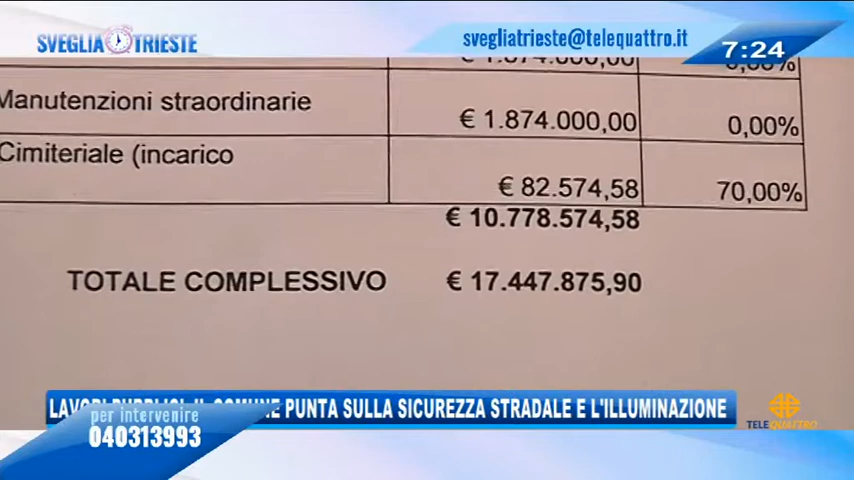 SVEGLIA TRIESTE
svegliatrieste@telequattro.it
7:24
Manutenzioni straordinarie € 1.874.000,00 0,00%
Cimiteriale (incarico € 82.574,58 70,00%
€ 10.778.574,58
TOTALE COMPLESSIVO € 17.447.875,90
COMUNE PUNTA SULLA SICUREZZA STRADALE E L'ILLUMINAZIONE
per intervenire
040313993
TELEQUATTRO